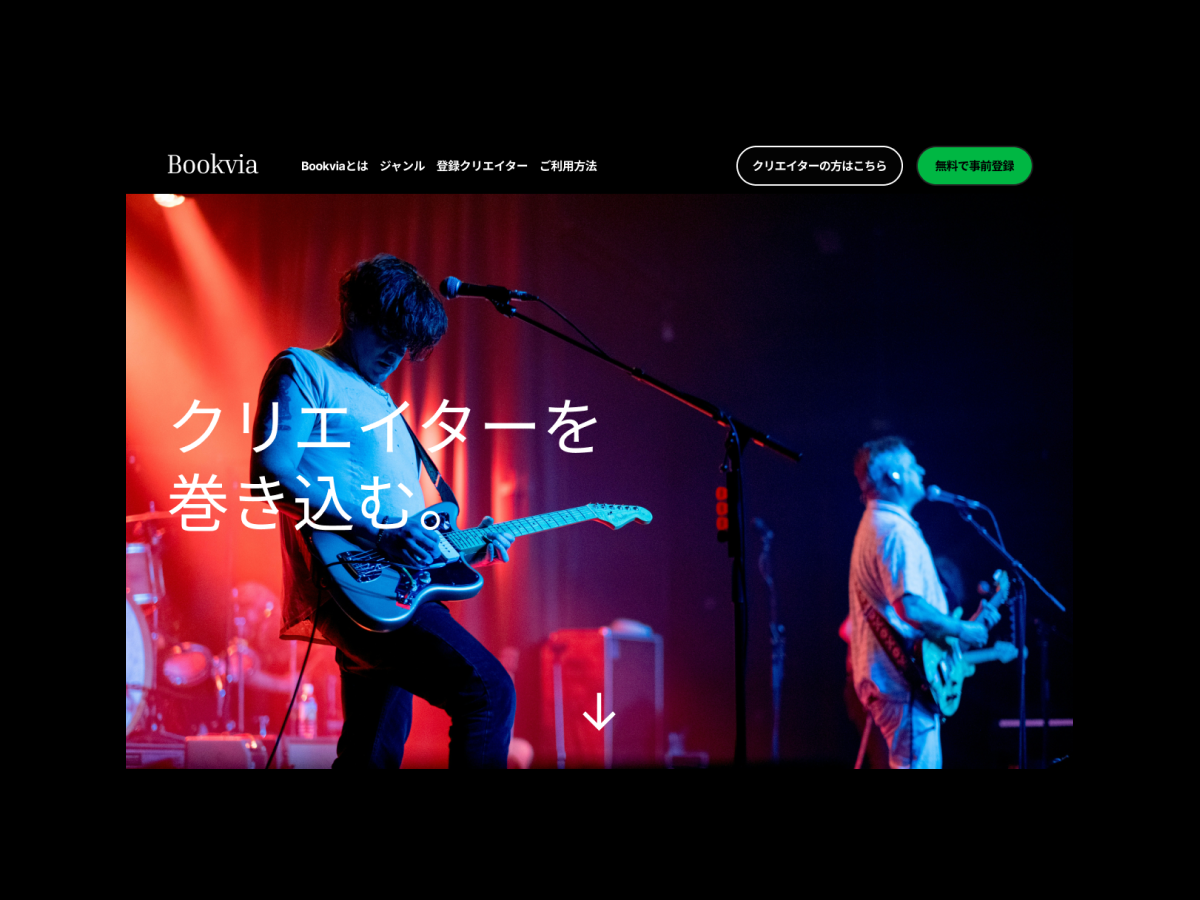 Bookvia
Bookviaとは ジャンル 登録クリエイター ご利用方法
クリエイターの方はこちら
無料で事前登録
クリエイターを
巻き込む。